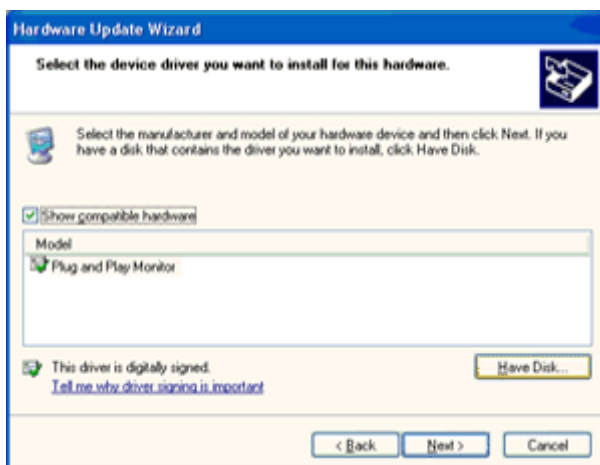 Hardware Update Wizard
Select the device driver you want to install for this hardware.
Select the manufacturer and model of your hardware device and then click Next. If you
have a disk that contains the driver you want to install, click Have Disk.
Show compatible hardware
Model
Plug and Play Monitor
This driver is digitally signed.
Tell me why driver signing is important
Have Disk...
< Back
Next >
Cancel